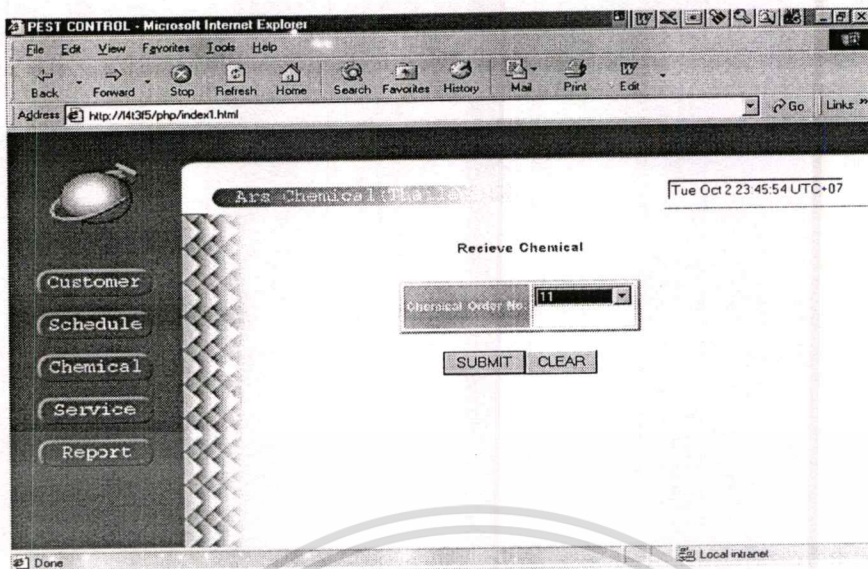 PEST CONTROL - Microsoft Internet Explorer
File Edit View Favorites Tools Help
Back Forward Stop Refresh Home Search Favorites History Mail Print Edit
Address http://l4t3f5/php/index1.html Go Links »
Ars Chemical
Tue Oct 2 23:45:54 UTC+07
Recieve Chemical
Chemical Order No. 11
SUBMIT CLEAR
Customer
Schedule
Chemical
Service
Report
Done Local intranet